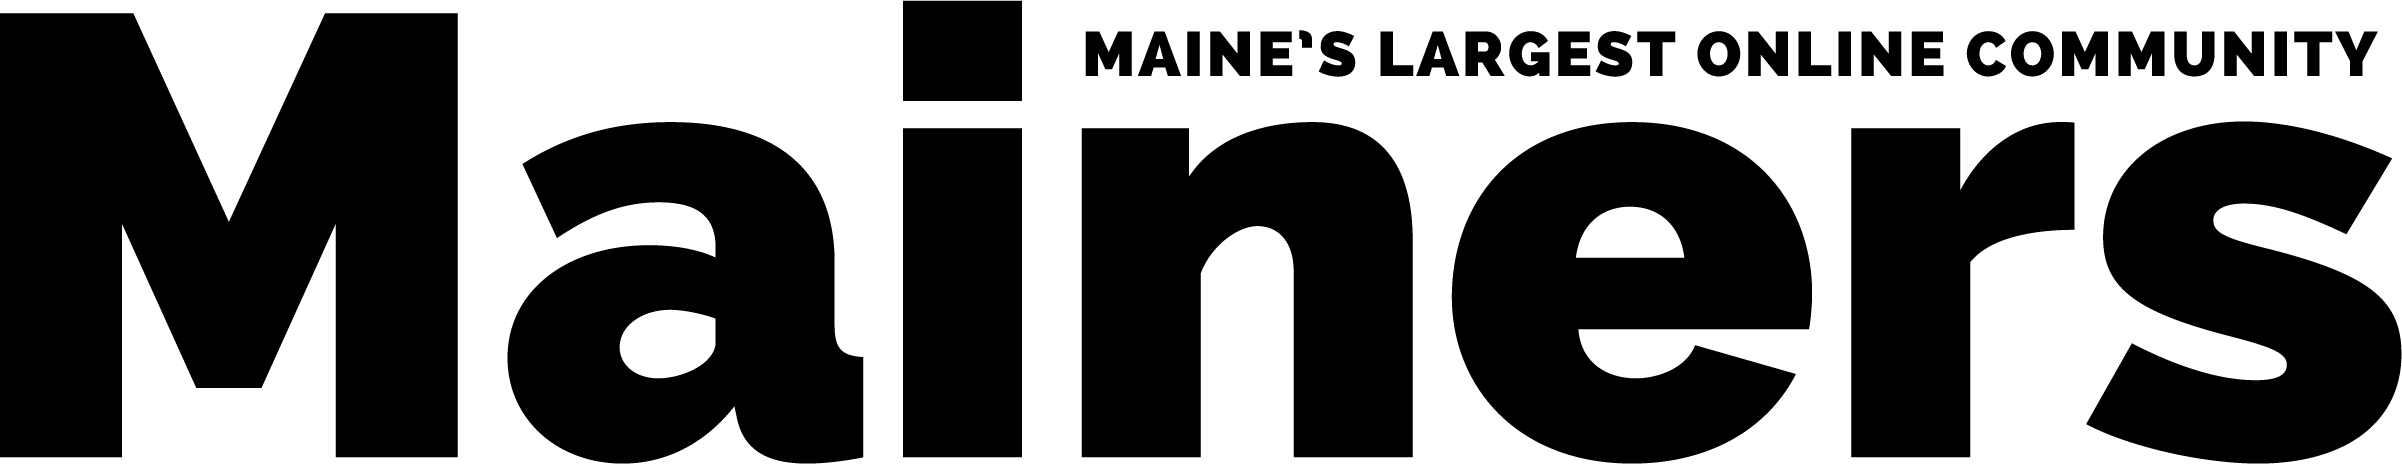 MAINE'S LARGEST ONLINE COMMUNITY
Mainers